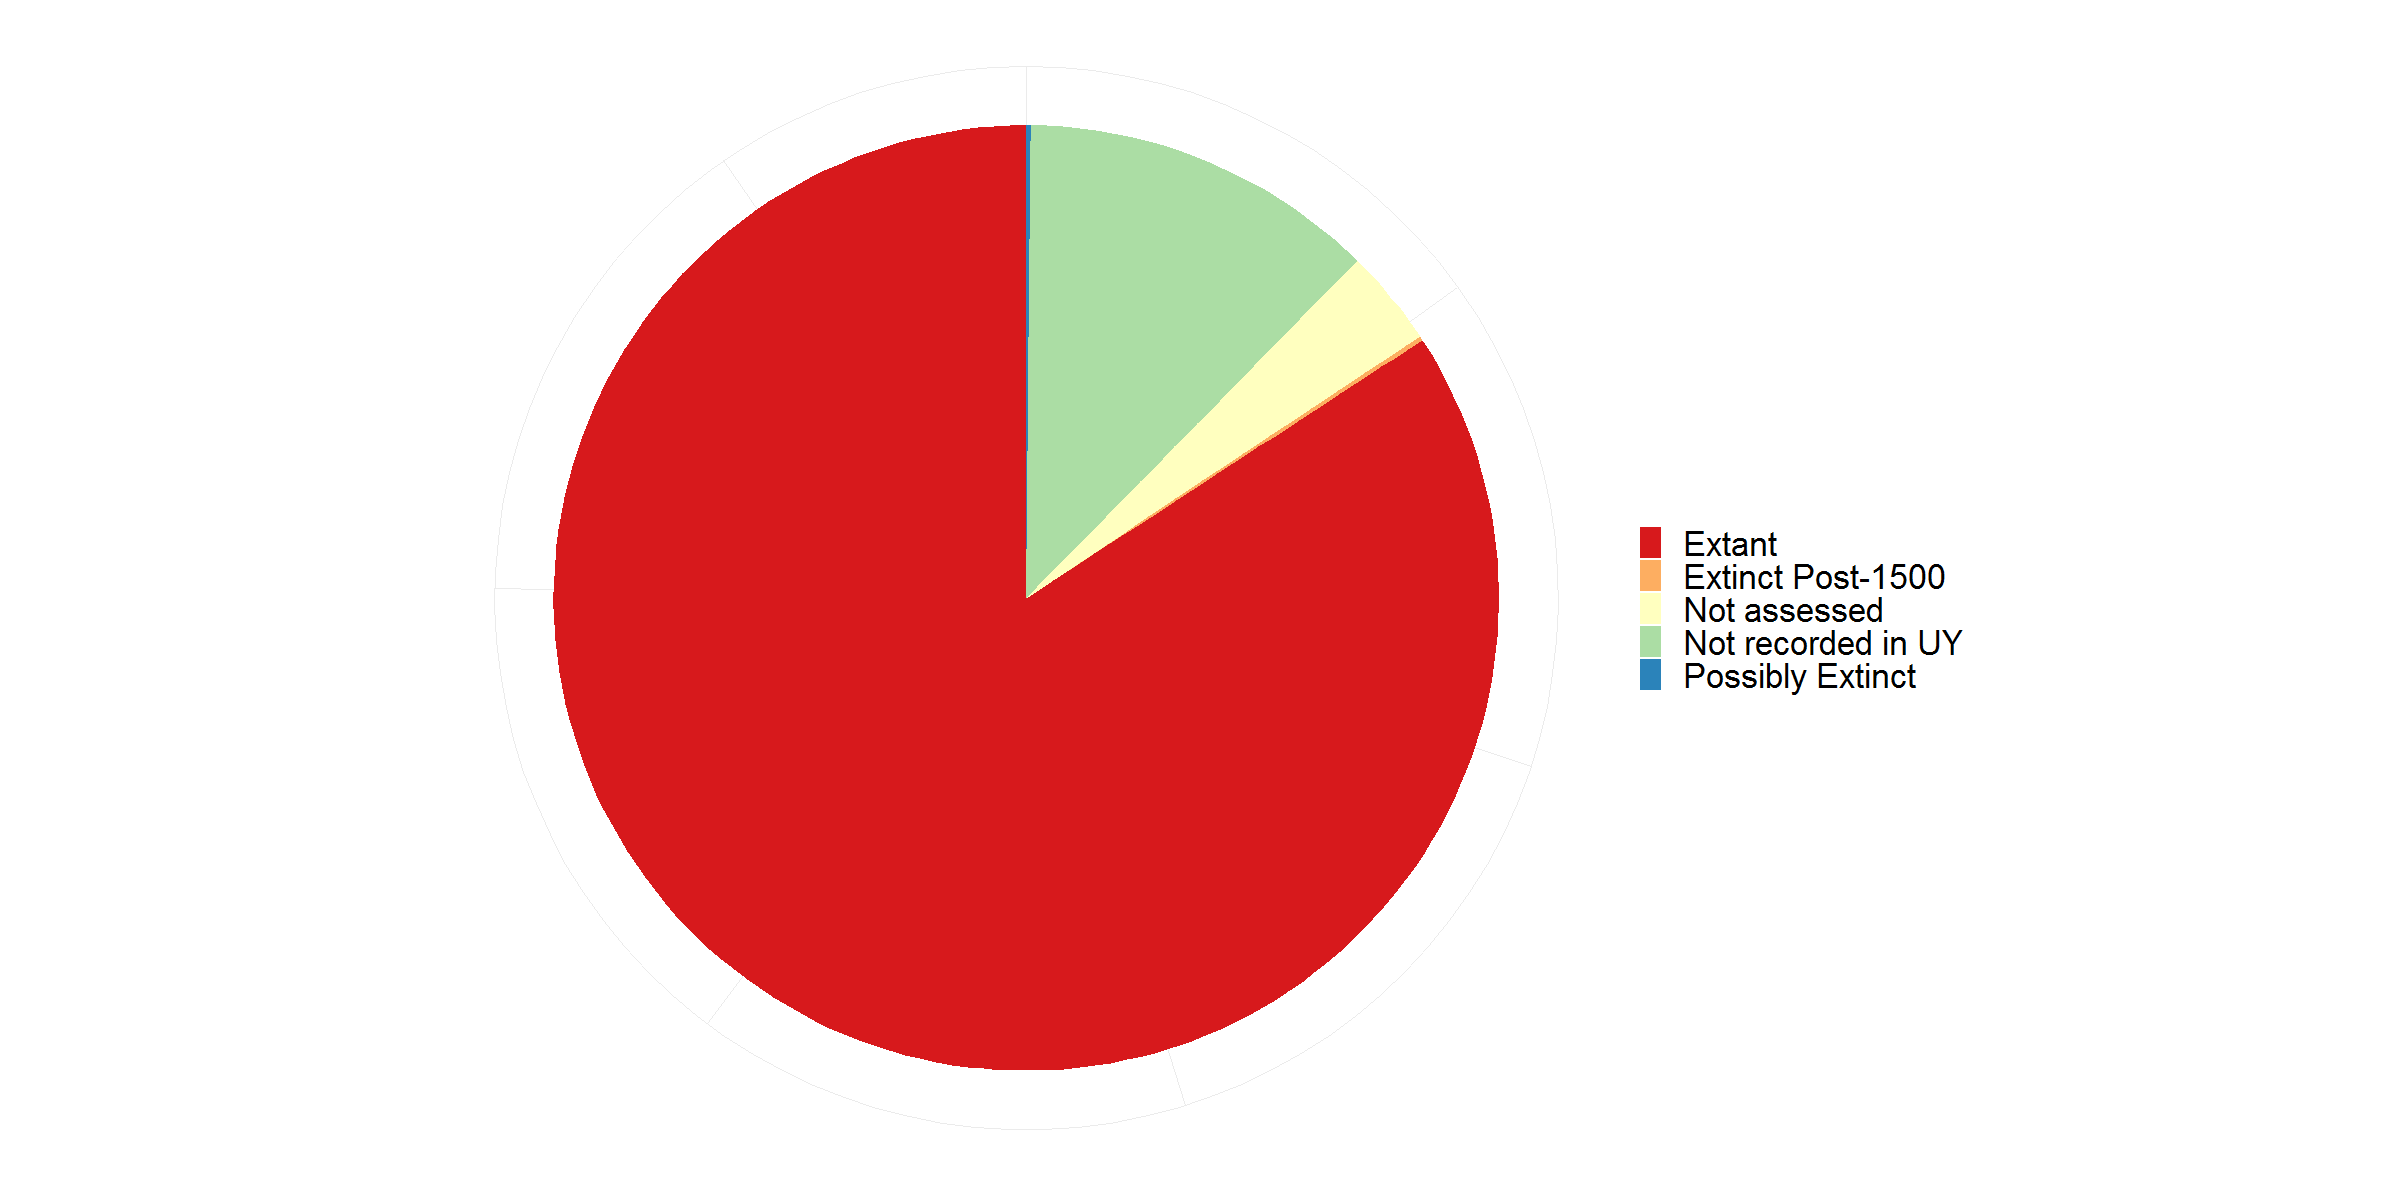 Extant
Extinct Post-1500
Not assessed
Not recorded in UY
Possibly Extinct